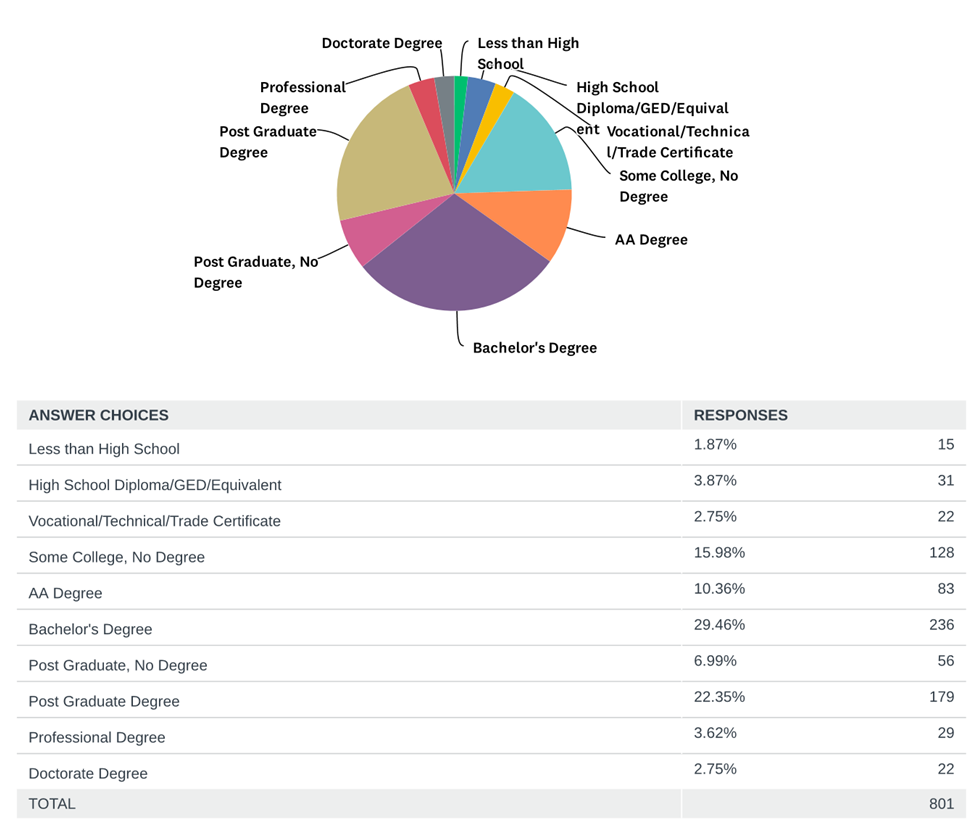 Doctorate Degree
Less than High
School
Professional
Degree
High School
Diploma/GED/Equival
ent
Post Graduate
Degree
Vocational/Technica
l/Trade Certificate
Some College, No
Degree
AA Degree
Post Graduate, No
Degree
Bachelor's Degree
ANSWER CHOICES RESPONSES
Less than High School 1.87% 15
High School Diploma/GED/Equivalent 3.87% 31
Vocational/Technical/Trade Certificate 2.75% 22
Some College, No Degree 15.98% 128
AA Degree 10.36% 83
Bachelor's Degree 29.46% 236
Post Graduate, No Degree 6.99% 56
Post Graduate Degree 22.35% 179
Professional Degree 3.62% 29
Doctorate Degree 2.75% 22
TOTAL 801